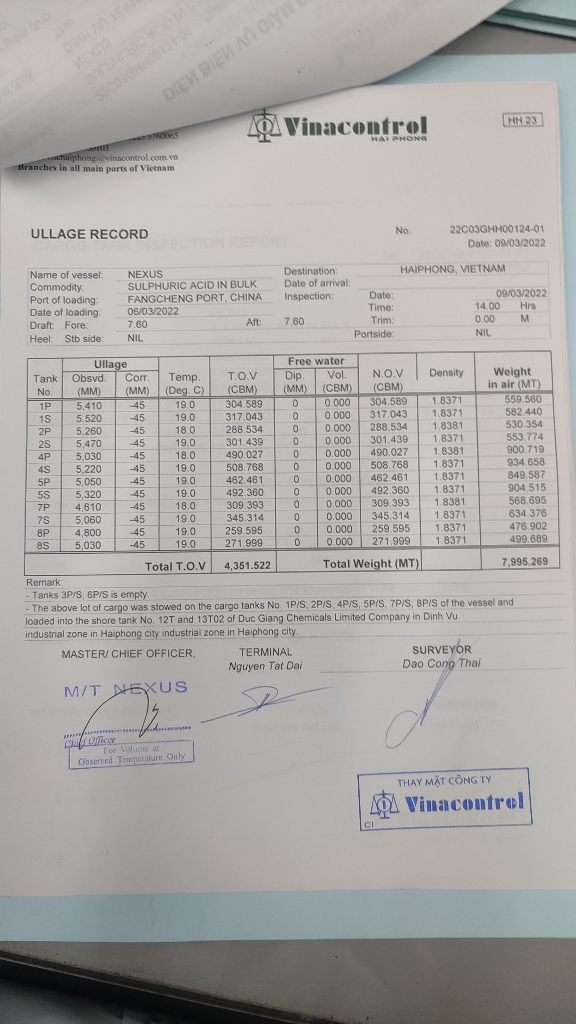 Vinacontrol
HAI PHONG
HH 23
haiphong@vinacontrol.com.vn
Branches in all main ports of Vietnam
ULLAGE RECORD
No. 22C03GHH00124-01
Date: 09/03/2022
Name of vessel: NEXUS Destination: HAIPHONG, VIETNAM
Commodity: SULPHURIC ACID IN BULK Date of arrival:
Port of loading: FANGCHENG PORT, CHINA Inspection: Date: 09/03/2022
Date of loading: 06/03/2022 Time: 14.00 Hrs
Draft: Fore: 7.60 Aft: 7.60 Trim: 0.00 M
Heel: Stb side: NIL Portside: NIL
Ullage Free water
Tank No. Obsvd. (MM) Corr. (MM) Temp. (Deg. C) T.O.V (CBM) Dip. (MM) Vol. (CBM) N.O.V (CBM) Density Weight in air (MT)
1P 5,410 -45 19.0 304.589 0 0.000 304.589 1.8371 559.560
1S 5,520 -45 19.0 317.043 0 0.000 317.043 1.8371 582.440
2P 5,260 -45 18.0 288.534 0 0.000 288.534 1.8381 530.354
2S 5,470 -45 19.0 301.439 0 0.000 301.439 1.8371 553.774
4P 5,030 -45 18.0 490.027 0 0.000 490.027 1.8381 900.719
4S 5,220 -45 19.0 508.768 0 0.000 508.768 1.8371 934.658
5P 5,050 -45 19.0 462.461 0 0.000 462.461 1.8371 849.587
5S 5,320 -45 19.0 492.360 0 0.000 492.360 1.8371 904.515
7P 4,610 -45 18.0 309.393 0 0.000 309.393 1.8381 568.695
7S 5,060 -45 19.0 345.314 0 0.000 345.314 1.8371 634.376
8P 4,800 -45 19.0 259.595 0 0.000 259.595 1.8371 476.902
8S 5,030 -45 19.0 271.999 0 0.000 271.999 1.8371 499.689
Total T.O.V 4,351.522 Total Weight (MT) 7,995.269
Remark:
- Tanks 3P/S; 6P/S is empty.
- The above lot of cargo was stowed on the cargo tanks No. 1P/S; 2P/S, 4P/S, 5P/S, 7P/S; 8P/S of the vessel and
loaded into the shore tank No. 12T and 13T02 of Duc Giang Chemicals Limited Company in Dinh Vu
industrial zone in Haiphong city industrial zone in Haiphong city.
MASTER/ CHIEF OFFICER, TERMINAL SURVEYOR
Nguyen Tat Dai Dao Cong Thai
M/T NEXUS
Chief Officer
For Volume at
Observed Temperature Only
THAY MẶT CÔNG TY
Vinacontrol
CI